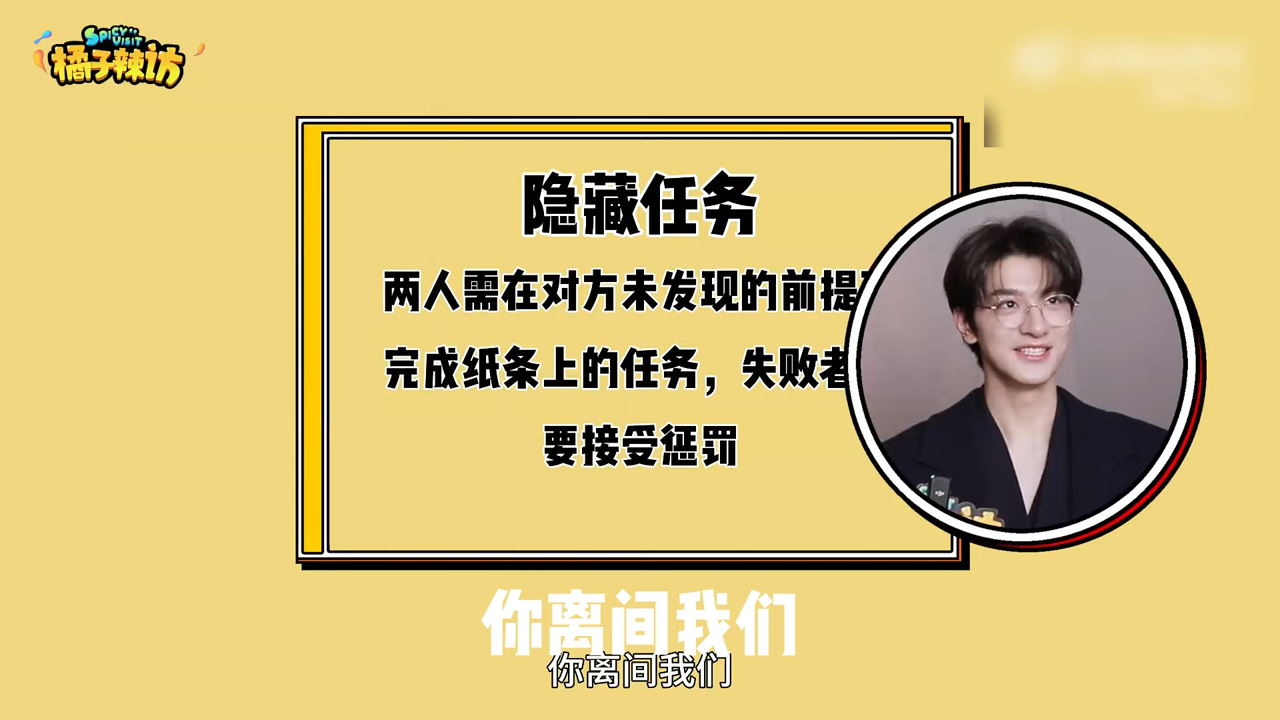 SPICY VISIT
橘子辣访
隐藏任务
两人需在对方未发现的前提
完成纸条上的任务，失败者
要接受惩罚
你离间我们
你离间我们